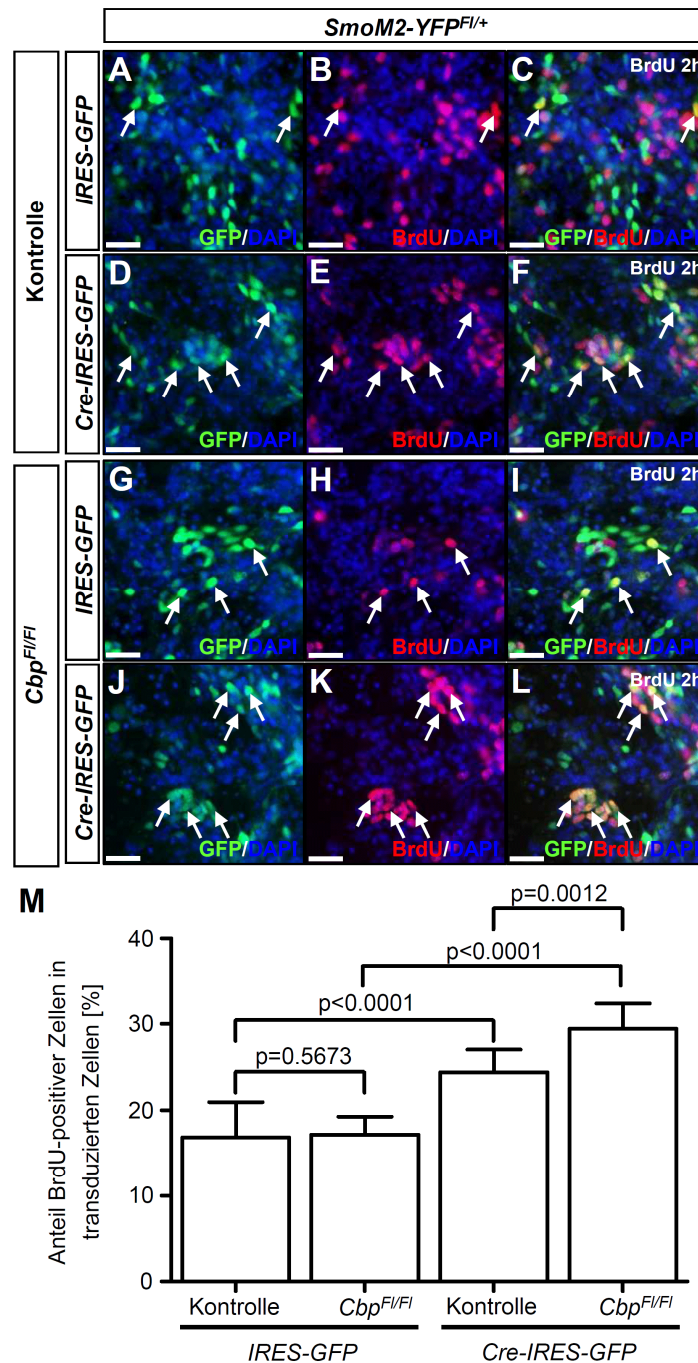 SmoM2-YFP^Fl/+
Kontrolle
IRES-GFP
A
GFP/DAPI
B
BrdU/DAPI
C
BrdU 2h
GFP/BrdU/DAPI
Cre-IRES-GFP
D
GFP/DAPI
E
BrdU/DAPI
F
BrdU 2h
GFP/BrdU/DAPI
Cbp^Fl/Fl
IRES-GFP
G
GFP/DAPI
H
BrdU/DAPI
I
BrdU 2h
GFP/BrdU/DAPI
Cre-IRES-GFP
J
GFP/DAPI
K
BrdU/DAPI
L
BrdU 2h
GFP/BrdU/DAPI
M
Anteil BrdU-positiver Zellen in
transduzierten Zellen [%]
40
30
20
10
0
p=0.0012
p<0.0001
p<0.0001
p=0.5673
Kontrolle
Cbp^Fl/Fl
Kontrolle
Cbp^Fl/Fl
IRES-GFP
Cre-IRES-GFP